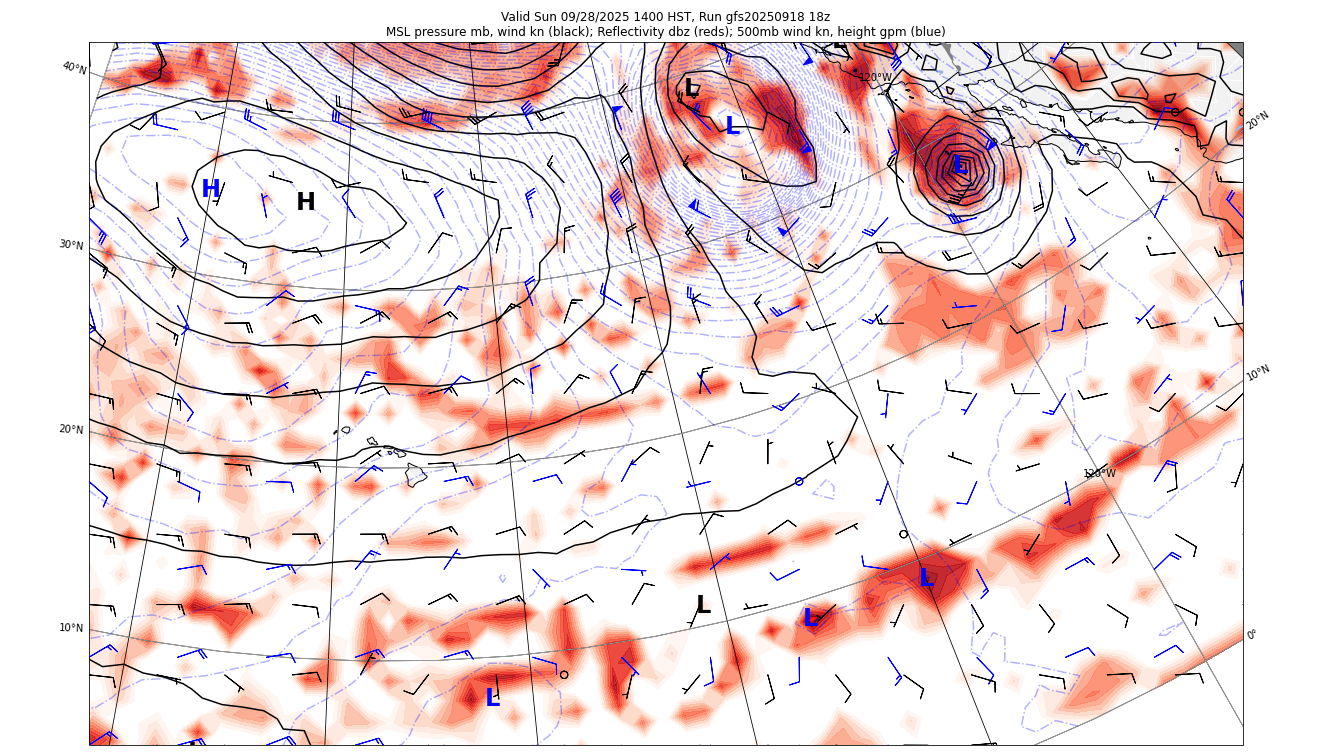 Valid Sun 09/28/2025 1400 HST, Run gfs20250918 18z
MSL pressure mb, wind kn (black); Reflectivity dbz (reds); 500mb wind kn, height gpm (blue)
L
40°N
120°W
L
L
20°N
L
H
H
30°N
10°N
20°N
120°W
L
L
L
10°N
0°
L